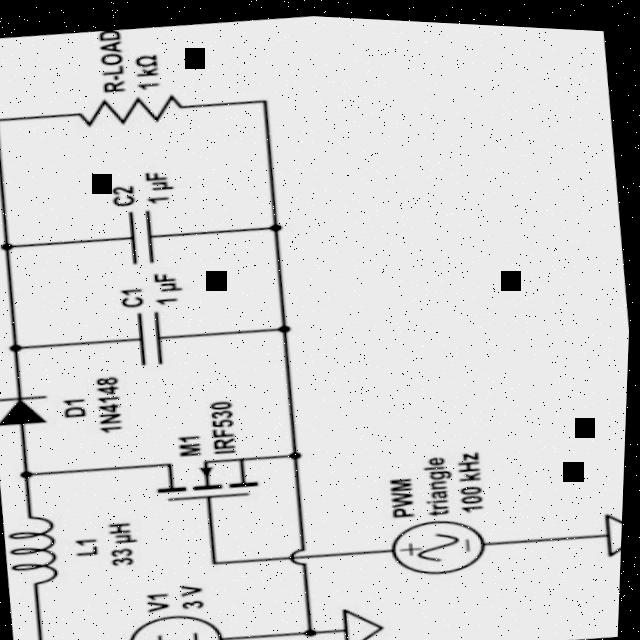 R-LOAD
1 kΩ
C2
1 µF
C1
1 µF
D1
1N4148
M1
IRF530
L1
33 µH
V1
3 V
PWM
triangle
100 kHz